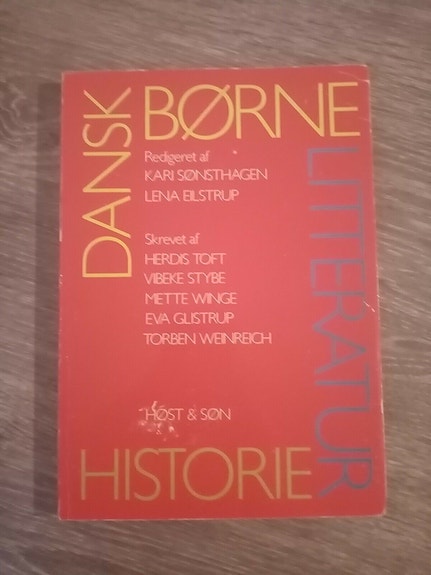 DANSK
BØRNE
LITTERATUR
HISTORIE
Redigeret af
KARI SØNSTHAGEN
LENA EILSTRUP
Skrevet af
HERDIS TOFT
VIBEKE STYBE
METTE WINGE
EVA GLISTRUP
TORBEN WEINREICH
HØST & SØN